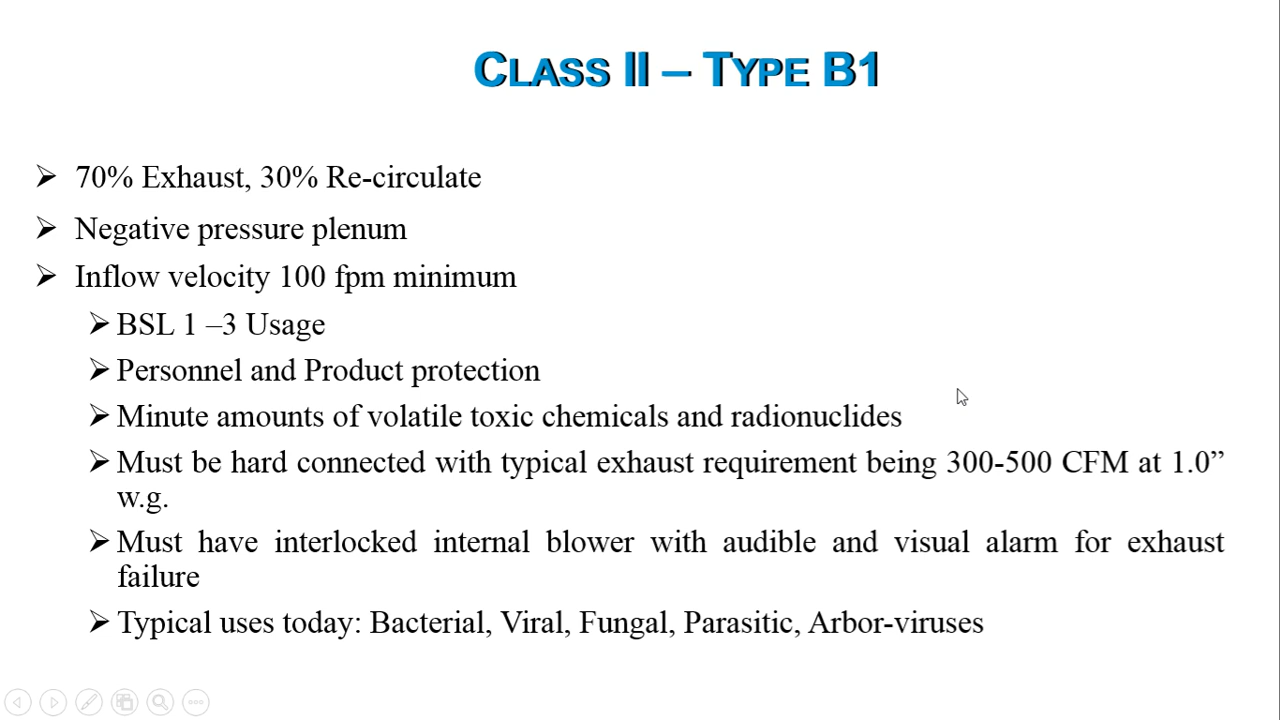 CLASS II – TYPE B1
➢ 70% Exhaust, 30% Re-circulate
➢ Negative pressure plenum
➢ Inflow velocity 100 fpm minimum
➢ BSL 1 –3 Usage
➢ Personnel and Product protection
➢ Minute amounts of volatile toxic chemicals and radionuclides
➢ Must be hard connected with typical exhaust requirement being 300-500 CFM at 1.0”
w.g.
➢ Must have interlocked internal blower with audible and visual alarm for exhaust
failure
➢ Typical uses today: Bacterial, Viral, Fungal, Parasitic, Arbor-viruses